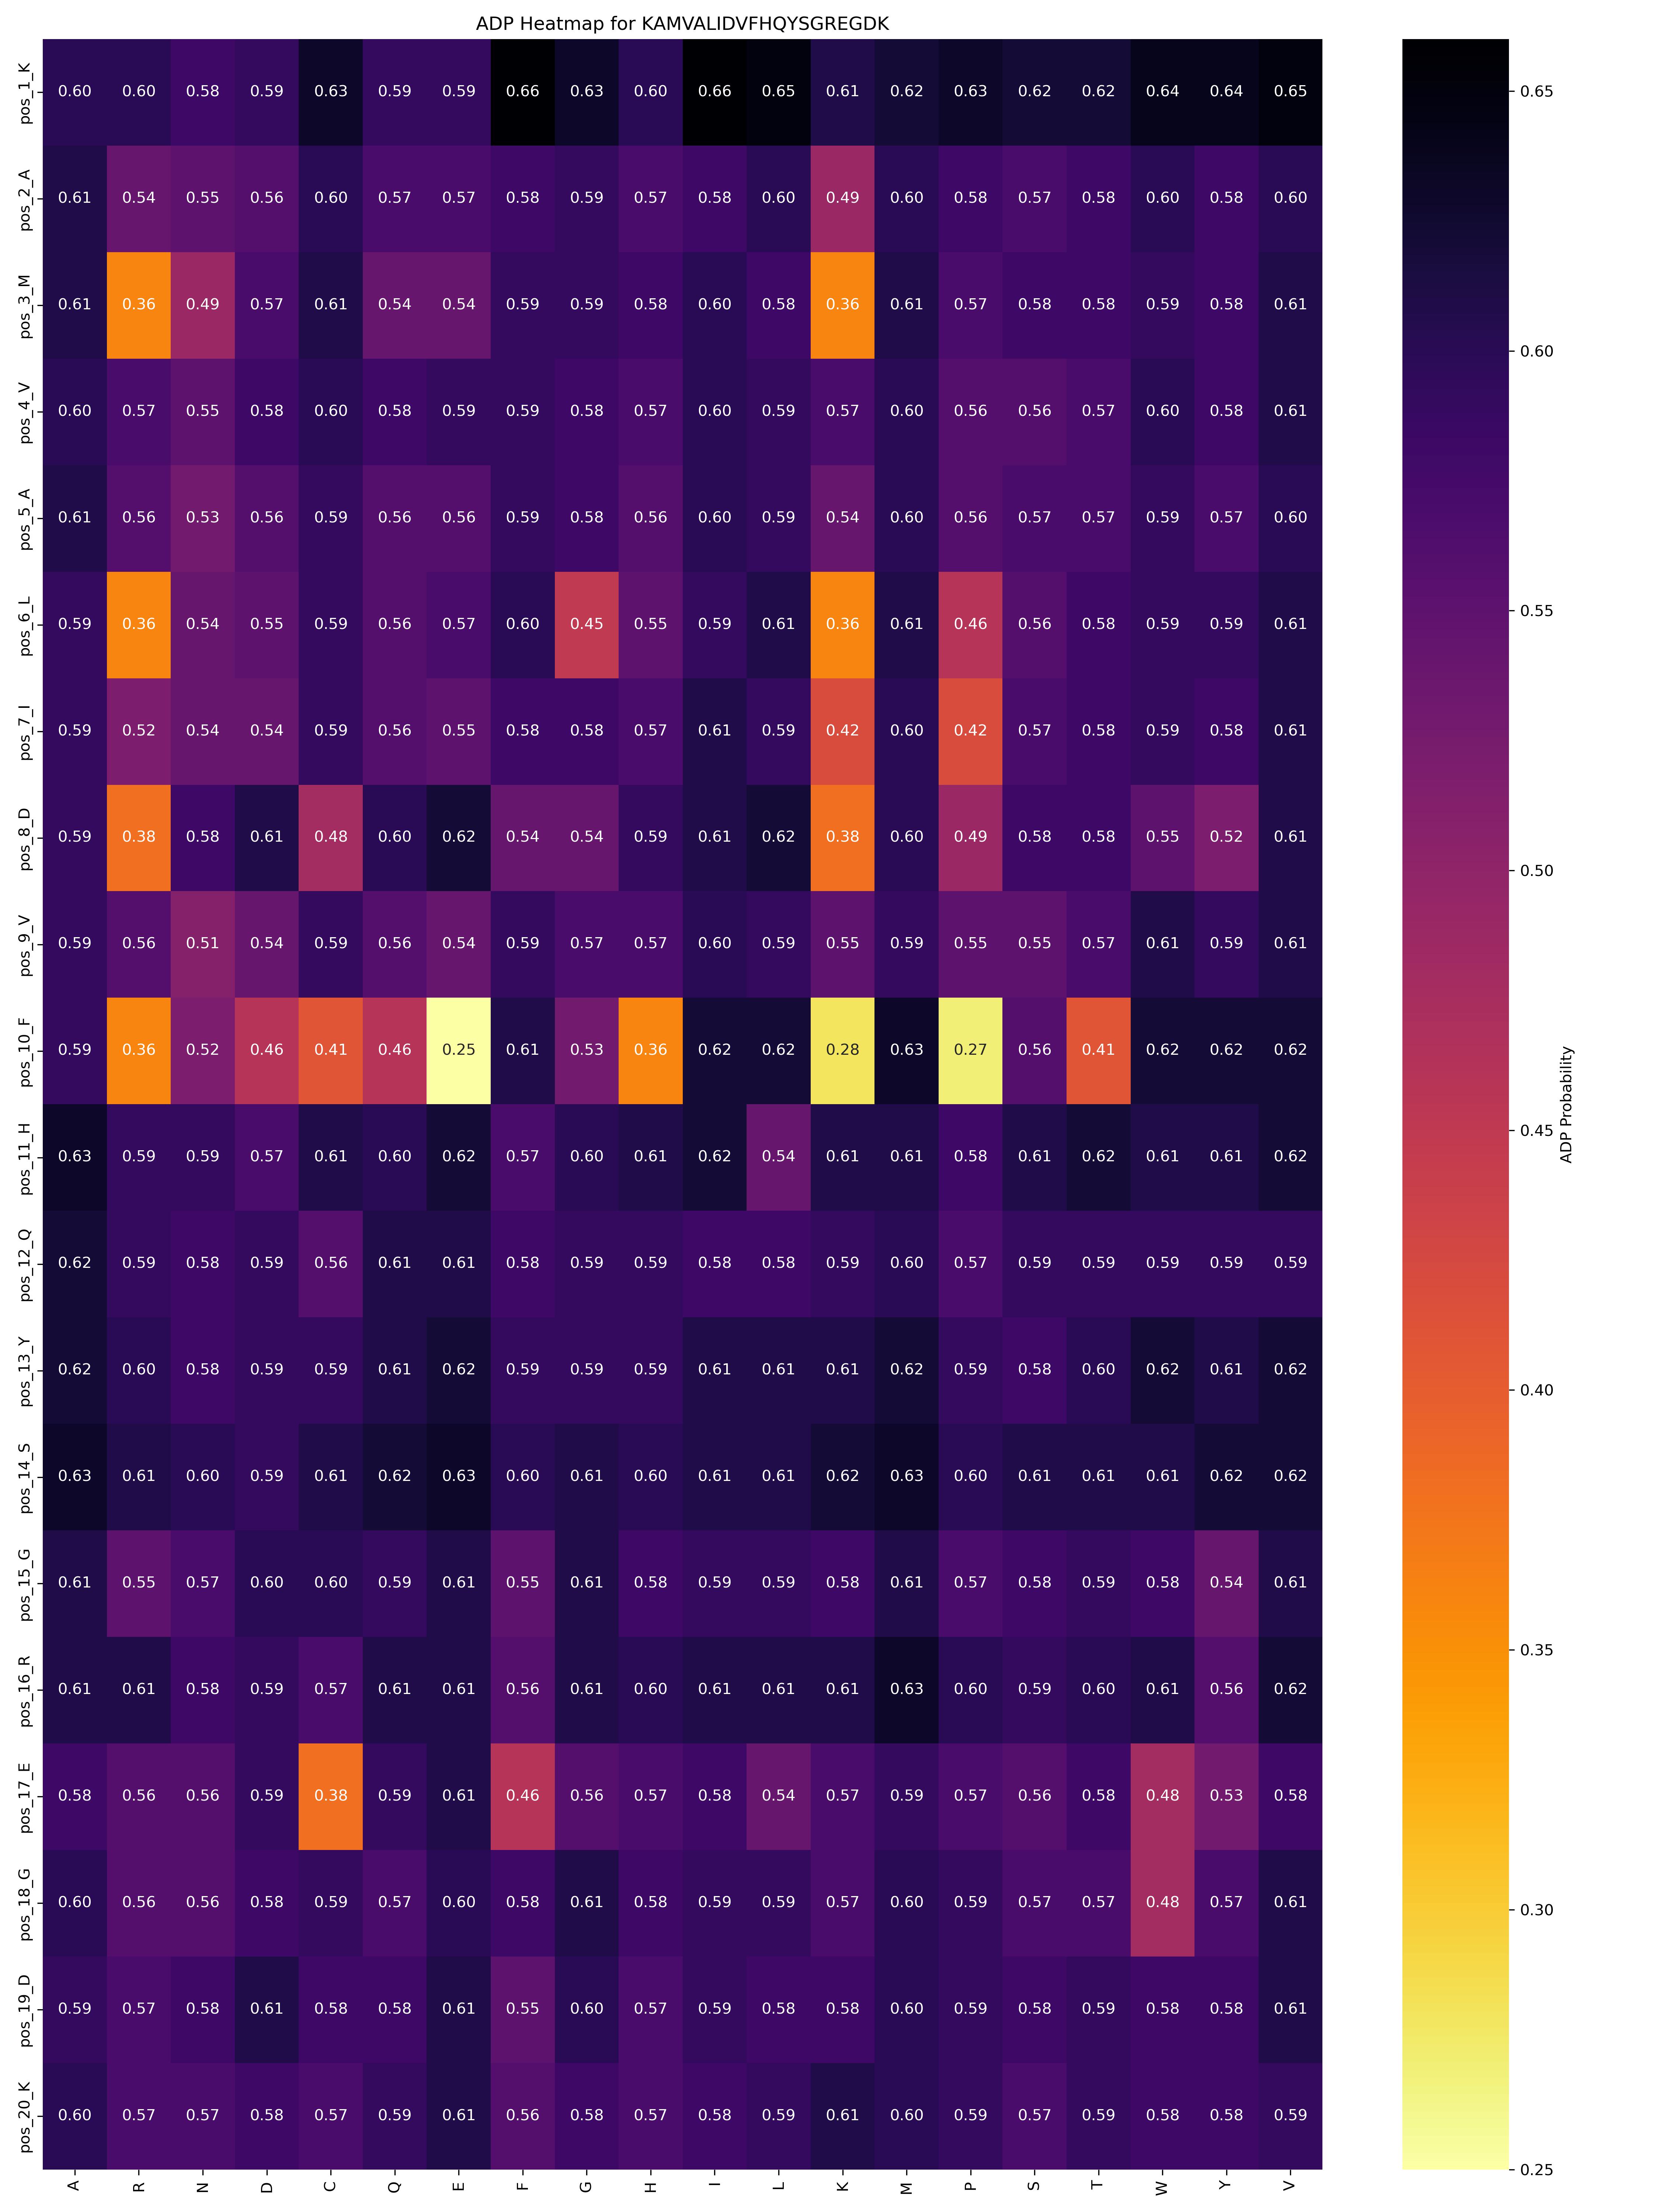 ADP Heatmap for KAMVALIDVFHQYSGREGDK
pos_1_K 0.60 0.60 0.58 0.59 0.63 0.59 0.59 0.66 0.63 0.60 0.66 0.65 0.61 0.62 0.63 0.62 0.62 0.64 0.64 0.65
pos_2_A 0.61 0.54 0.55 0.56 0.60 0.57 0.57 0.58 0.59 0.57 0.58 0.60 0.49 0.60 0.58 0.57 0.58 0.60 0.58 0.60
pos_3_M 0.61 0.36 0.49 0.57 0.61 0.54 0.54 0.59 0.59 0.58 0.60 0.58 0.36 0.61 0.57 0.58 0.58 0.59 0.58 0.61
pos_4_V 0.60 0.57 0.55 0.58 0.60 0.58 0.59 0.59 0.58 0.57 0.60 0.59 0.57 0.60 0.56 0.56 0.57 0.60 0.58 0.61
pos_5_A 0.61 0.56 0.53 0.56 0.59 0.56 0.56 0.59 0.58 0.56 0.60 0.59 0.54 0.60 0.56 0.57 0.57 0.59 0.57 0.60
pos_6_L 0.59 0.36 0.54 0.55 0.59 0.56 0.57 0.60 0.45 0.55 0.59 0.61 0.36 0.61 0.46 0.56 0.58 0.59 0.59 0.61
pos_7_I 0.59 0.52 0.54 0.54 0.59 0.56 0.55 0.58 0.58 0.57 0.61 0.59 0.42 0.60 0.42 0.57 0.58 0.59 0.58 0.61
pos_8_D 0.59 0.38 0.58 0.61 0.48 0.60 0.62 0.54 0.54 0.59 0.61 0.62 0.38 0.60 0.49 0.58 0.58 0.55 0.52 0.61
pos_9_V 0.59 0.56 0.51 0.54 0.59 0.56 0.54 0.59 0.57 0.57 0.60 0.59 0.55 0.59 0.55 0.55 0.57 0.61 0.59 0.61
pos_10_F 0.59 0.36 0.52 0.46 0.41 0.46 0.25 0.61 0.53 0.36 0.62 0.62 0.28 0.63 0.27 0.56 0.41 0.62 0.62 0.62
pos_11_H 0.63 0.59 0.59 0.57 0.61 0.60 0.62 0.57 0.60 0.61 0.62 0.54 0.61 0.61 0.58 0.61 0.62 0.61 0.61 0.62
pos_12_Q 0.62 0.59 0.58 0.59 0.56 0.61 0.61 0.58 0.59 0.59 0.58 0.58 0.59 0.60 0.57 0.59 0.59 0.59 0.59 0.59
pos_13_Y 0.62 0.60 0.58 0.59 0.59 0.61 0.62 0.59 0.59 0.59 0.61 0.61 0.61 0.62 0.59 0.58 0.60 0.62 0.61 0.62
pos_14_S 0.63 0.61 0.60 0.59 0.61 0.62 0.63 0.60 0.61 0.60 0.61 0.61 0.62 0.63 0.60 0.61 0.61 0.61 0.62 0.62
pos_15_G 0.61 0.55 0.57 0.60 0.60 0.59 0.61 0.55 0.61 0.58 0.59 0.59 0.58 0.61 0.57 0.58 0.59 0.58 0.54 0.61
pos_16_R 0.61 0.61 0.58 0.59 0.57 0.61 0.61 0.56 0.61 0.60 0.61 0.61 0.61 0.63 0.60 0.59 0.60 0.61 0.56 0.62
pos_17_E 0.58 0.56 0.56 0.59 0.38 0.59 0.61 0.46 0.56 0.57 0.58 0.54 0.57 0.59 0.57 0.56 0.58 0.48 0.53 0.58
pos_18_G 0.60 0.56 0.56 0.58 0.59 0.57 0.60 0.58 0.61 0.58 0.59 0.59 0.57 0.60 0.59 0.57 0.57 0.48 0.57 0.61
pos_19_D 0.59 0.57 0.58 0.61 0.58 0.58 0.61 0.55 0.60 0.57 0.59 0.58 0.58 0.60 0.59 0.58 0.59 0.58 0.58 0.61
pos_20_K 0.60 0.57 0.57 0.58 0.57 0.59 0.61 0.56 0.58 0.57 0.58 0.59 0.61 0.60 0.59 0.57 0.59 0.58 0.58 0.59
A R N D C Q E F G H I L K M P S T W Y V
0.65
0.60
0.55
0.50
0.45
0.40
0.35
0.30
0.25
ADP Probability